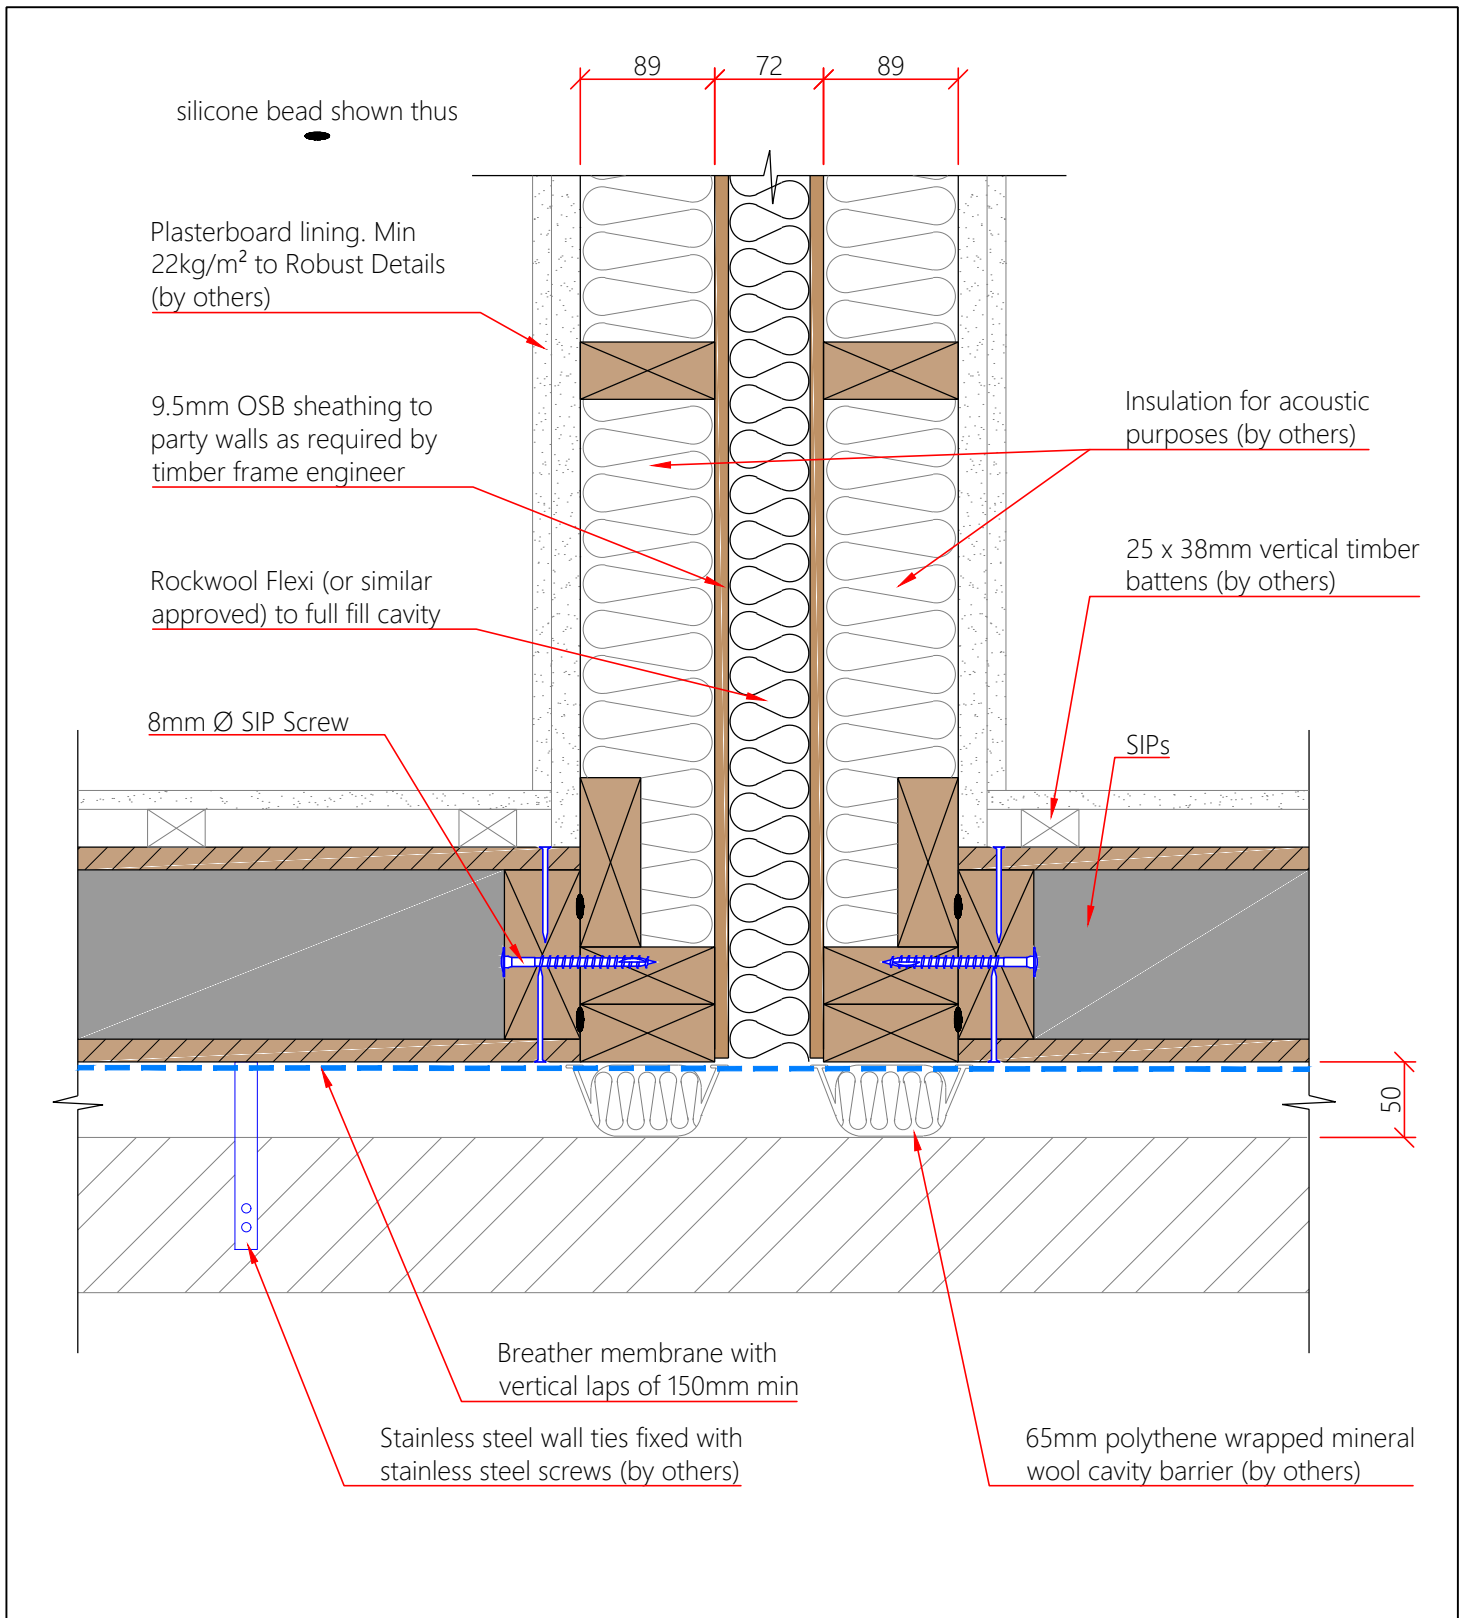 89
72
89
silicone bead shown thus
Plasterboard lining. Min
22kg/m² to Robust Details
(by others)
9.5mm OSB sheathing to
party walls as required by
timber frame engineer
Insulation for acoustic
purposes (by others)
25 x 38mm vertical timber
battens (by others)
Rockwool Flexi (or similar
approved) to full fill cavity
8mm Ø SIP Screw
SIPs
50
Breather membrane with
vertical laps of 150mm min
Stainless steel wall ties fixed with
stainless steel screws (by others)
65mm polythene wrapped mineral
wool cavity barrier (by others)